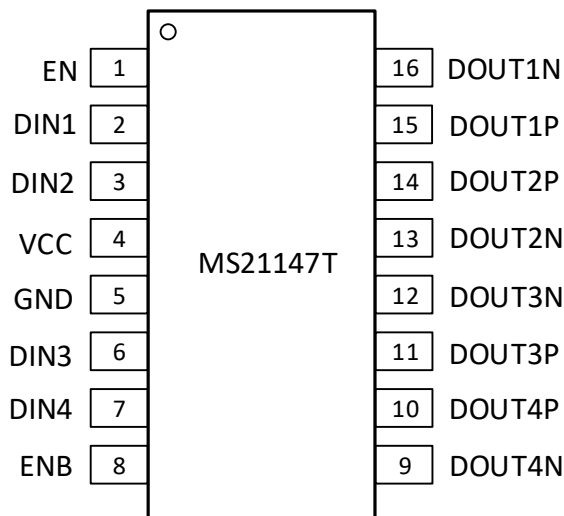 EN 1 16 DOUT1N
DIN1 2 15 DOUT1P
DIN2 3 14 DOUT2P
VCC 4 13 DOUT2N
MS21147T
GND 5 12 DOUT3N
DIN3 6 11 DOUT3P
DIN4 7 10 DOUT4P
ENB 8 9 DOUT4N